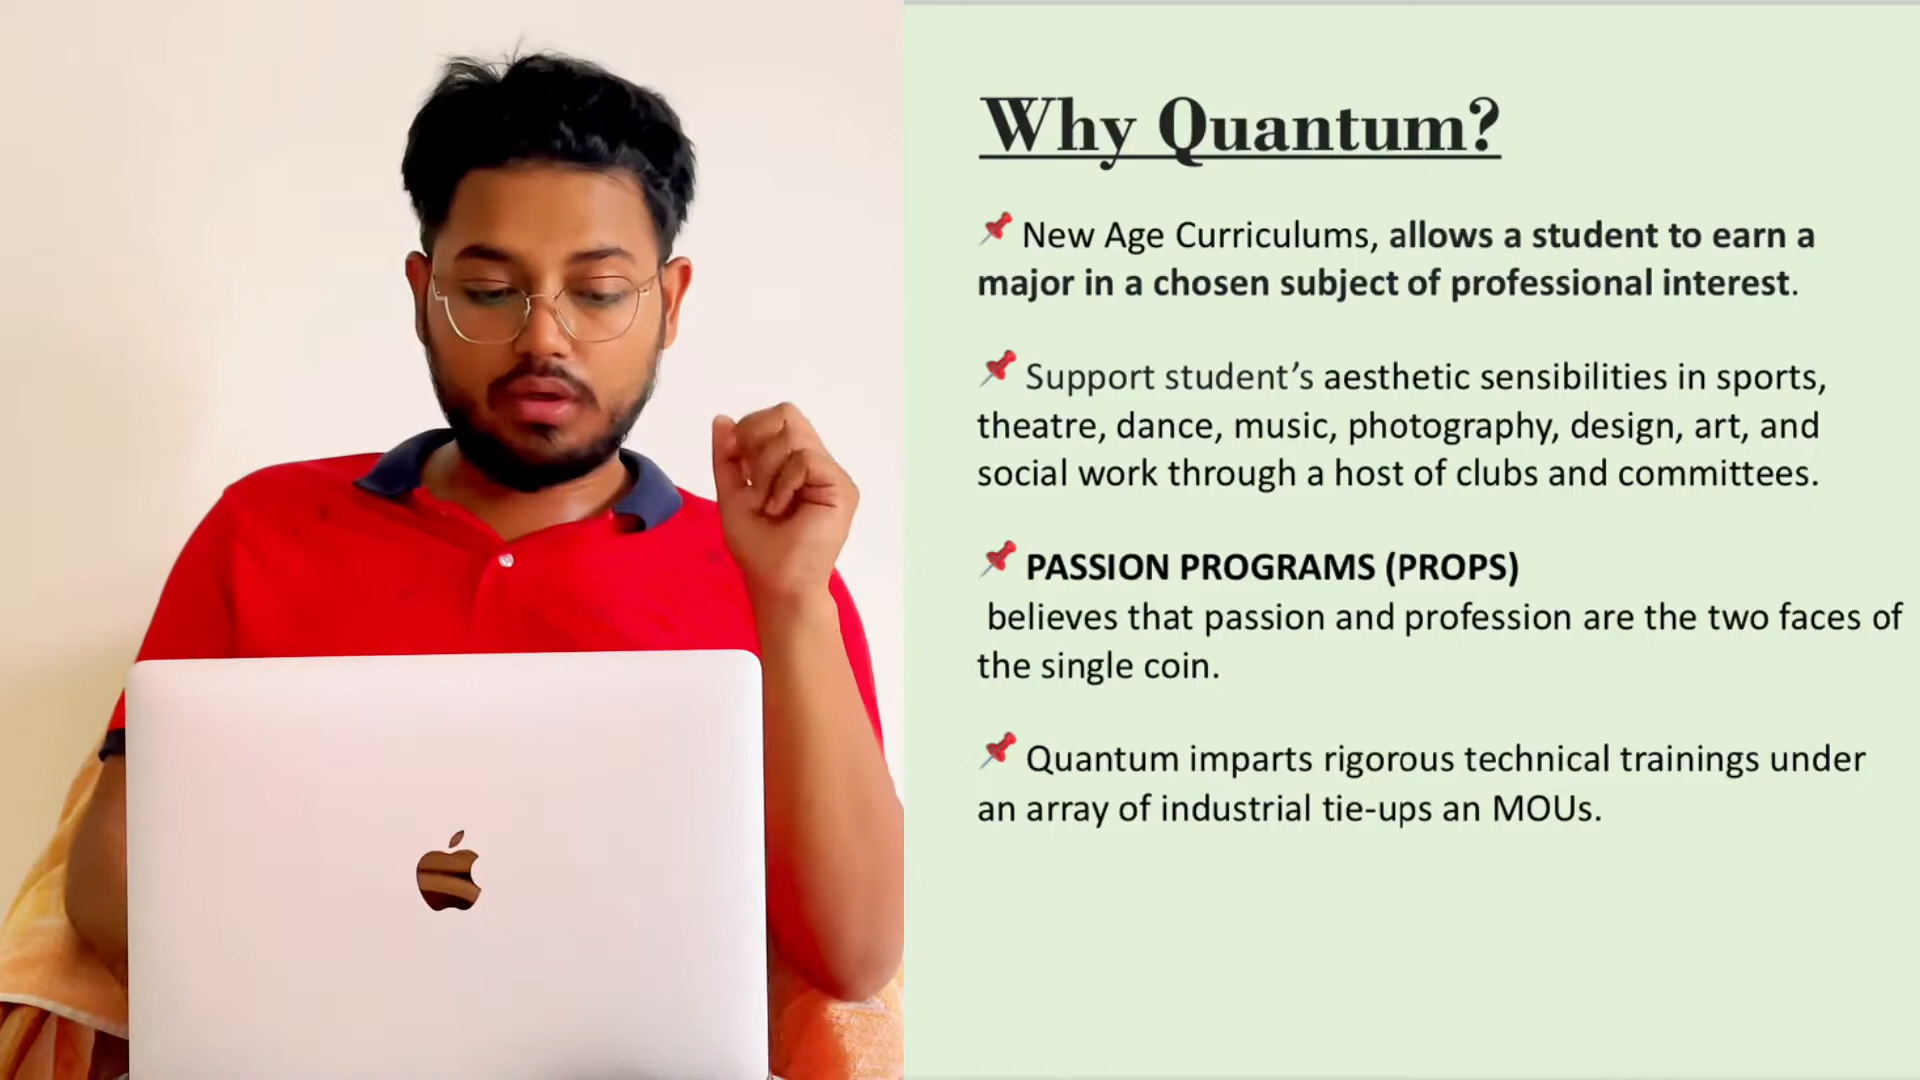 Why Quantum?
New Age Curriculums, allows a student to earn a
major in a chosen subject of professional interest.
Support student’s aesthetic sensibilities in sports,
theatre, dance, music, photography, design, art, and
social work through a host of clubs and committees.
PASSION PROGRAMS (PROPS)
believes that passion and profession are the two faces of
the single coin.
Quantum imparts rigorous technical trainings under
an array of industrial tie-ups an MOUs.